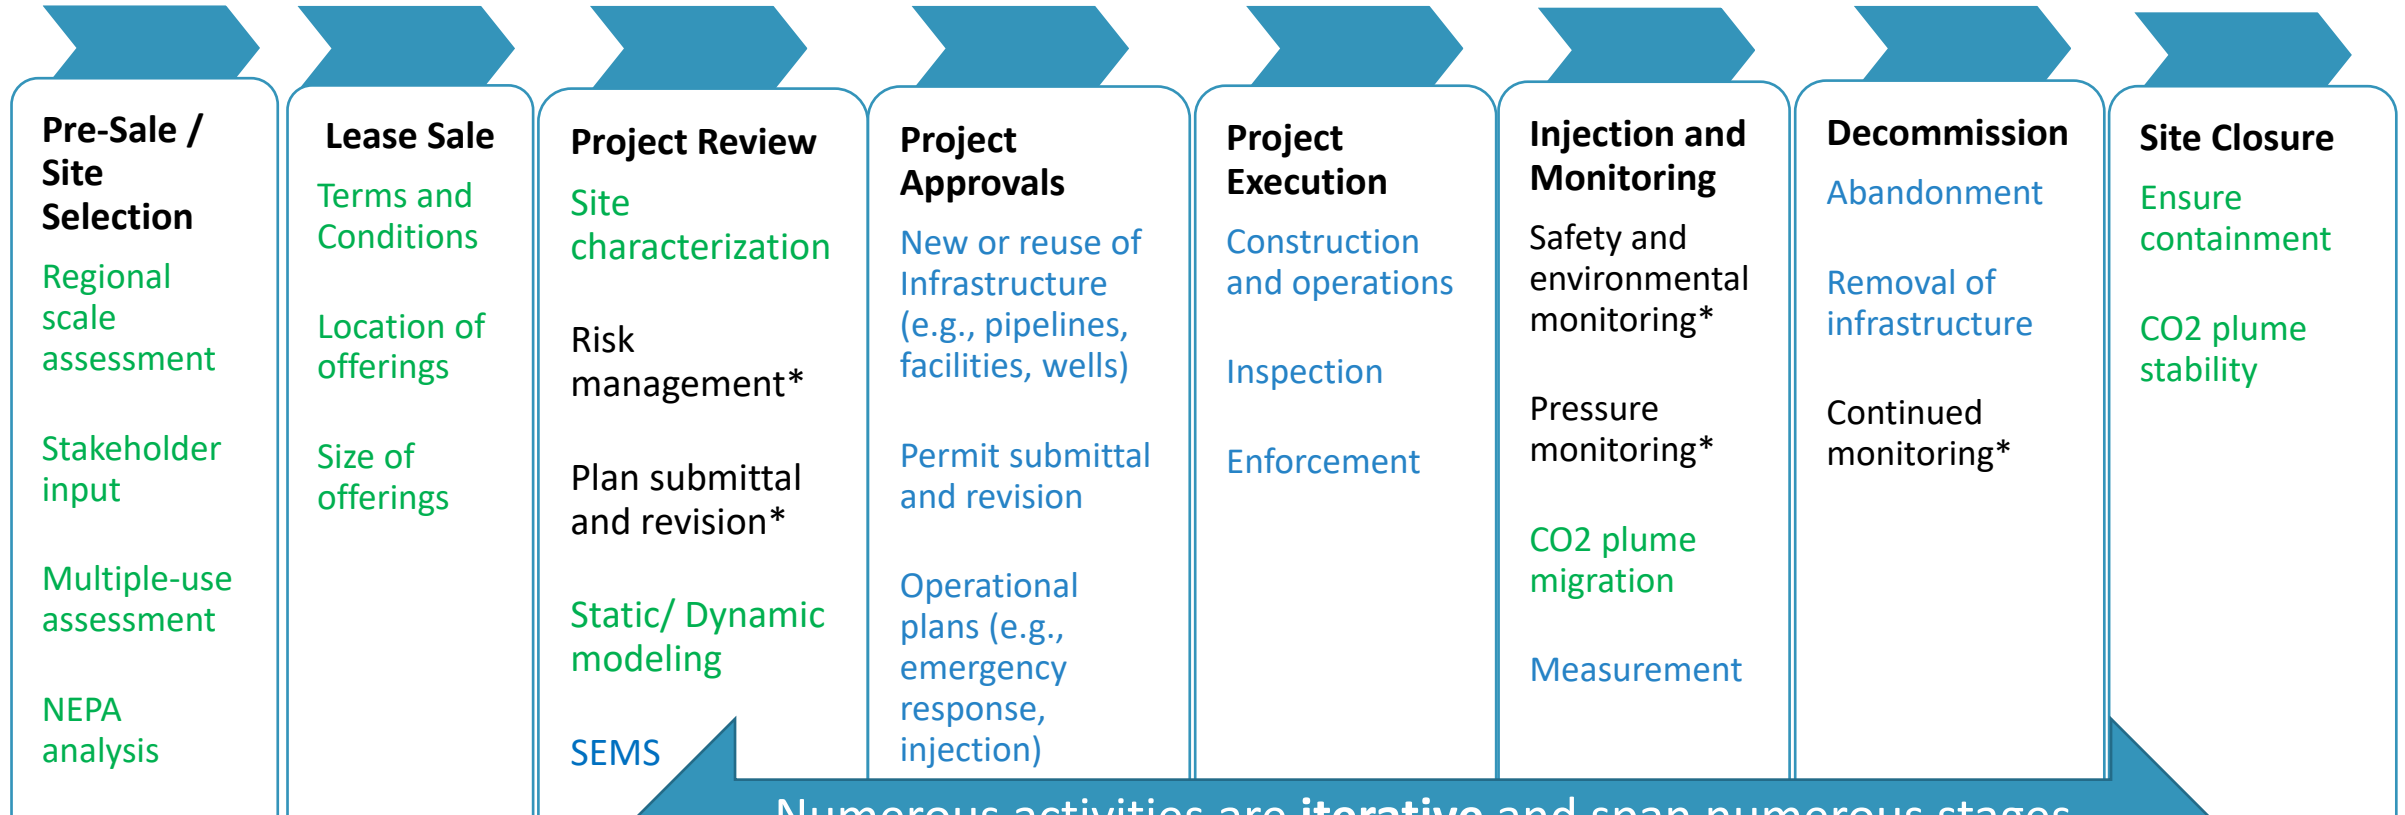 Pre-Sale /
Site
Selection
Regional
scale
assessment
Stakeholder
input
Multiple-use
assessment
NEPA
analysis
Lease Sale
Terms and
Conditions
Location of
offerings
Size of
offerings
Project Review
Site
characterization
Risk
management*
Plan submittal
and revision*
Static/ Dynamic
modeling
SEMS
Project
Approvals
New or reuse of
Infrastructure
(e.g., pipelines,
facilities, wells)
Permit submittal
and revision
Operational
plans (e.g.,
emergency
response,
injection)
Project
Execution
Construction
and operations
Inspection
Enforcement
Injection and
Monitoring
Safety and
environmental
monitoring*
Pressure
monitoring*
CO2 plume
migration
Measurement
Decommission
Abandonment
Removal of
infrastructure
Continued
monitoring*
Site Closure
Ensure
containment
CO2 plume
stability
Numerous activities are iterative and span numerous stages